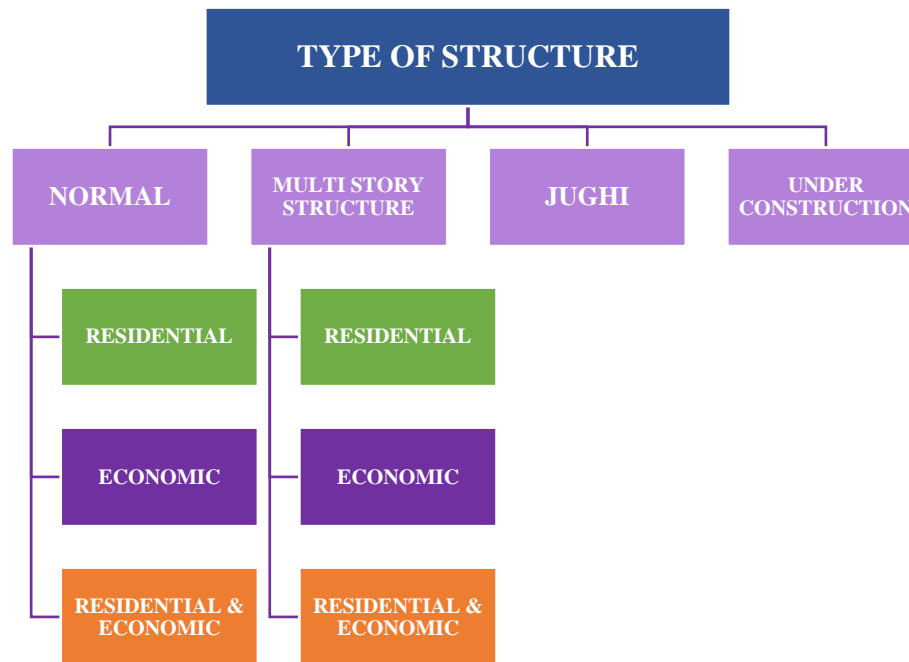 TYPE OF STRUCTURE
NORMAL
MULTI STORY
STRUCTURE
JUGHI
UNDER
CONSTRUCTION
RESIDENTIAL
RESIDENTIAL
ECONOMIC
ECONOMIC
RESIDENTIAL &
ECONOMIC
RESIDENTIAL &
ECONOMIC